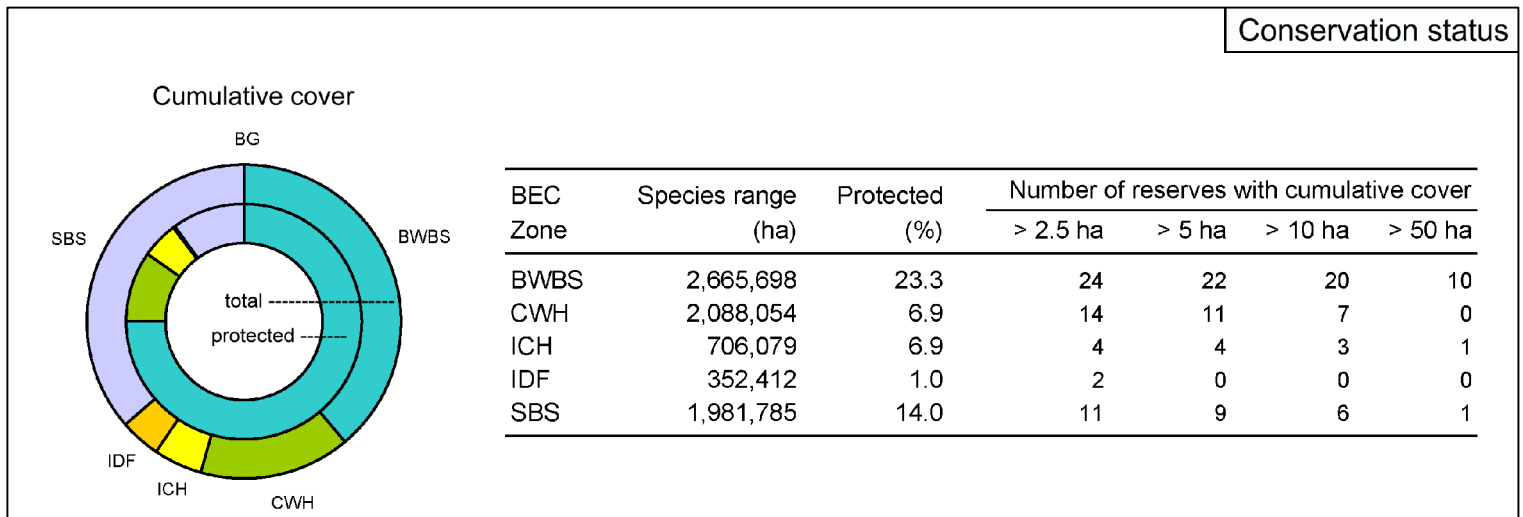 Conservation status
Cumulative cover
BG
SBS
BWBS
total
protected
IDF
ICH
CWH
BEC Species range Protected Number of reserves with cumulative cover
Zone (ha) (%) > 2.5 ha > 5 ha > 10 ha > 50 ha
BWBS 2,665,698 23.3 24 22 20 10
CWH 2,088,054 6.9 14 11 7 0
ICH 706,079 6.9 4 4 3 1
IDF 352,412 1.0 2 0 0 0
SBS 1,981,785 14.0 11 9 6 1